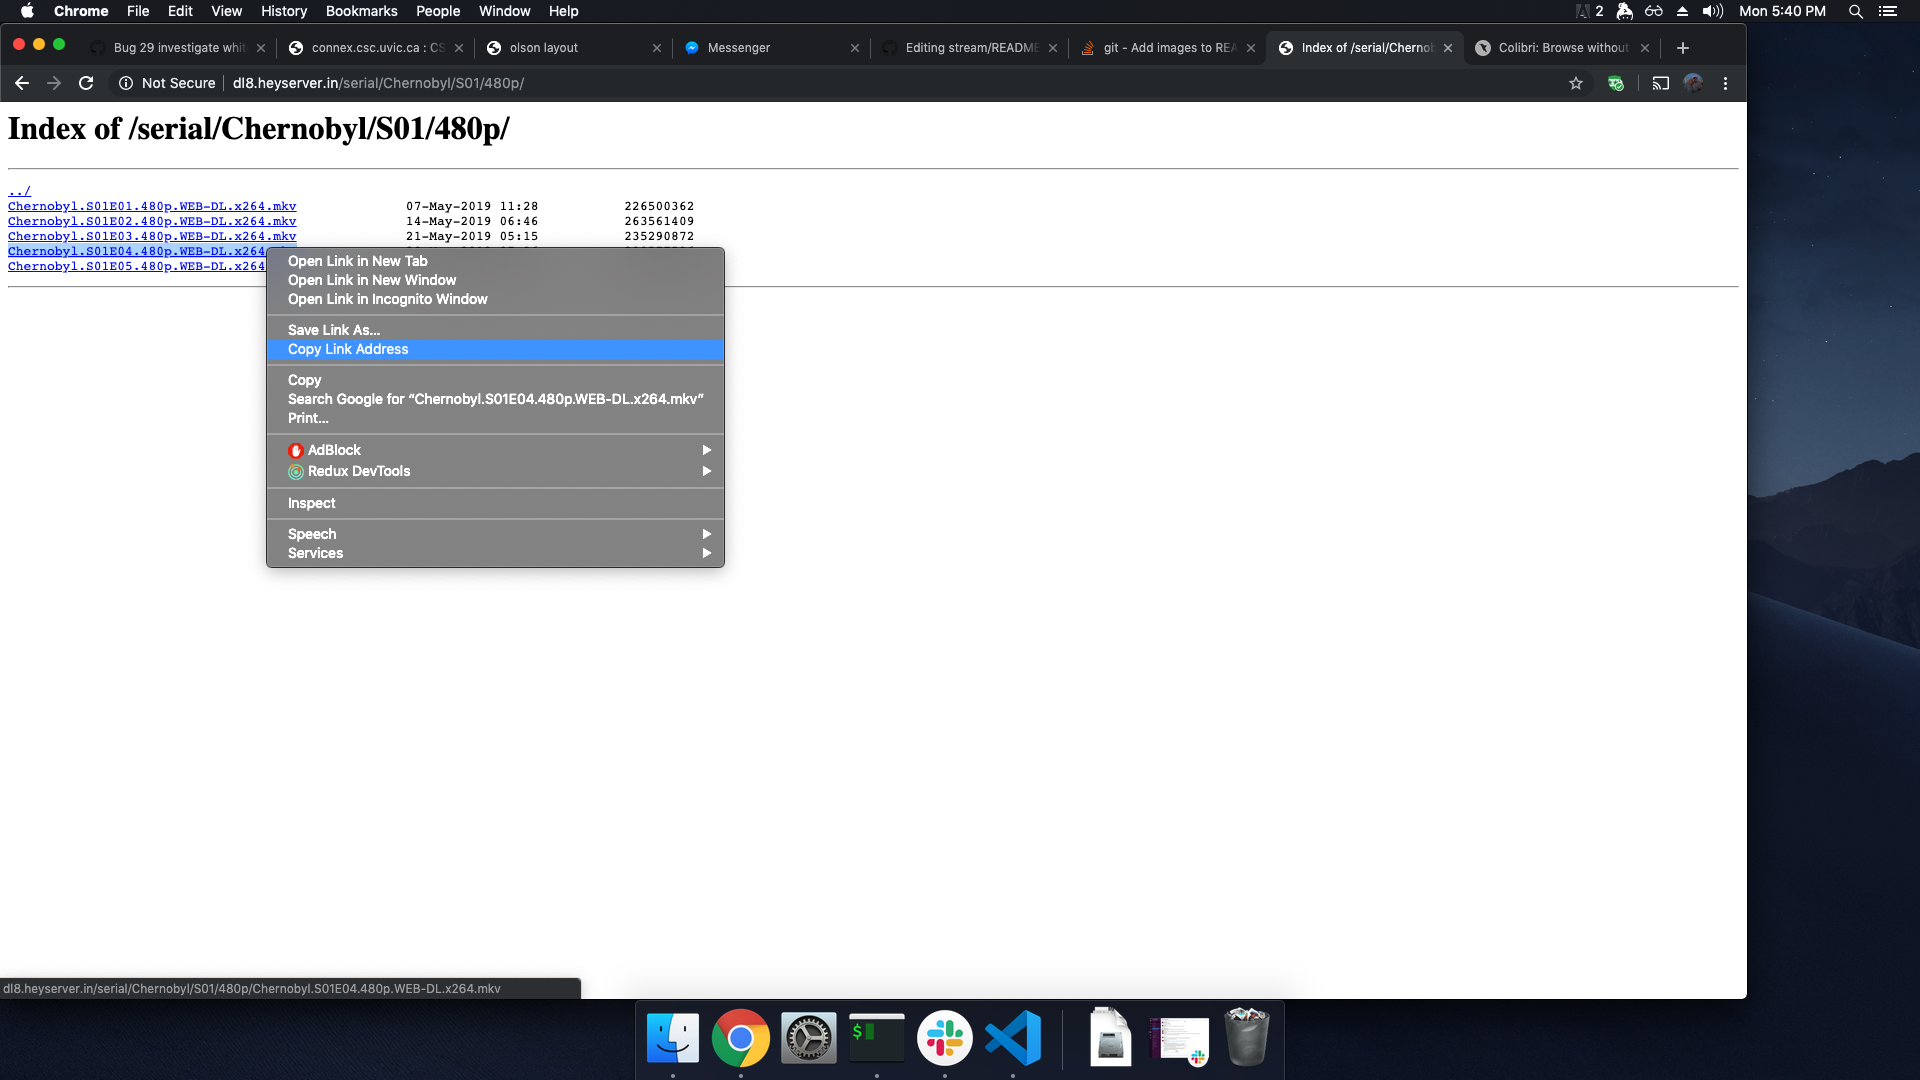 Chrome File Edit View History Bookmarks People Window Help 2 Mon 5:40 PM
Bug 29 investigate whit connex.csc.uvic.ca : CS olson layout Messenger Editing stream/README git - Add images to REA Index of /serial/Chernob Colibri: Browse without
Not Secure dl8.heyserver.in/serial/Chernobyl/S01/480p/
Index of /serial/Chernobyl/S01/480p/
../
Chernobyl.S01E01.480p.WEB-DL.x264.mkv 07-May-2019 11:28 226500362
Chernobyl.S01E02.480p.WEB-DL.x264.mkv 14-May-2019 06:46 263561409
Chernobyl.S01E03.480p.WEB-DL.x264.mkv 21-May-2019 05:15 235290872
Chernobyl.S01E04.480p.WEB-DL.x264
Chernobyl.S01E05.480p.WEB-DL.x264
Open Link in New Tab
Open Link in New Window
Open Link in Incognito Window
Save Link As...
Copy Link Address
Copy
Search Google for “Chernobyl.S01E04.480p.WEB-DL.x264.mkv”
Print...
AdBlock
Redux DevTools
Inspect
Speech
Services
dl8.heyserver.in/serial/Chernobyl/S01/480p/Chernobyl.S01E04.480p.WEB-DL.x264.mkv
$